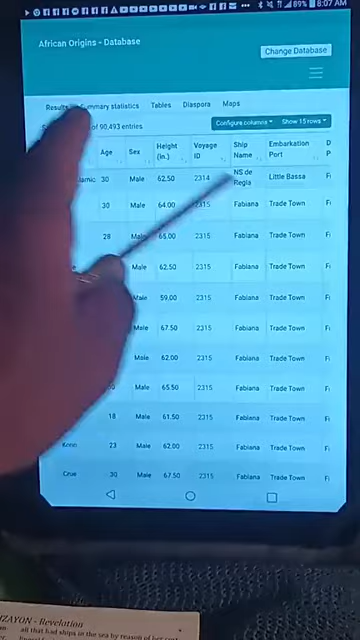 8:07 AM
African Origins - Database
Change Database
Results Summary statistics Tables Diaspora Maps
of 90,493 entries Configure columns Show 15 rows
Age Sex Height (in.) Voyage ID Ship Name Embarkation Port
30 Male 62.50 2314 NS de Regla Little Bassa
30 Male 64.00 2315 Fabiana Trade Town
28 Male 66.00 2315 Fabiana Trade Town
Male 62.50 2315 Fabiana Trade Town
Male 59.00 2315 Fabiana Trade Town
Male 67.50 2315 Fabiana Trade Town
Male 62.00 2315 Fabiana Trade Town
Male 65.50 2315 Fabiana Trade Town
18 Male 61.50 2315 Fabiana Trade Town
23 Male 62.00 2315 Fabiana Trade Town
Crue 30 Male 67.50 2315 Fabiana Trade Town
IZAYON - Revelation
all that had ships in the sea by reason of her cost